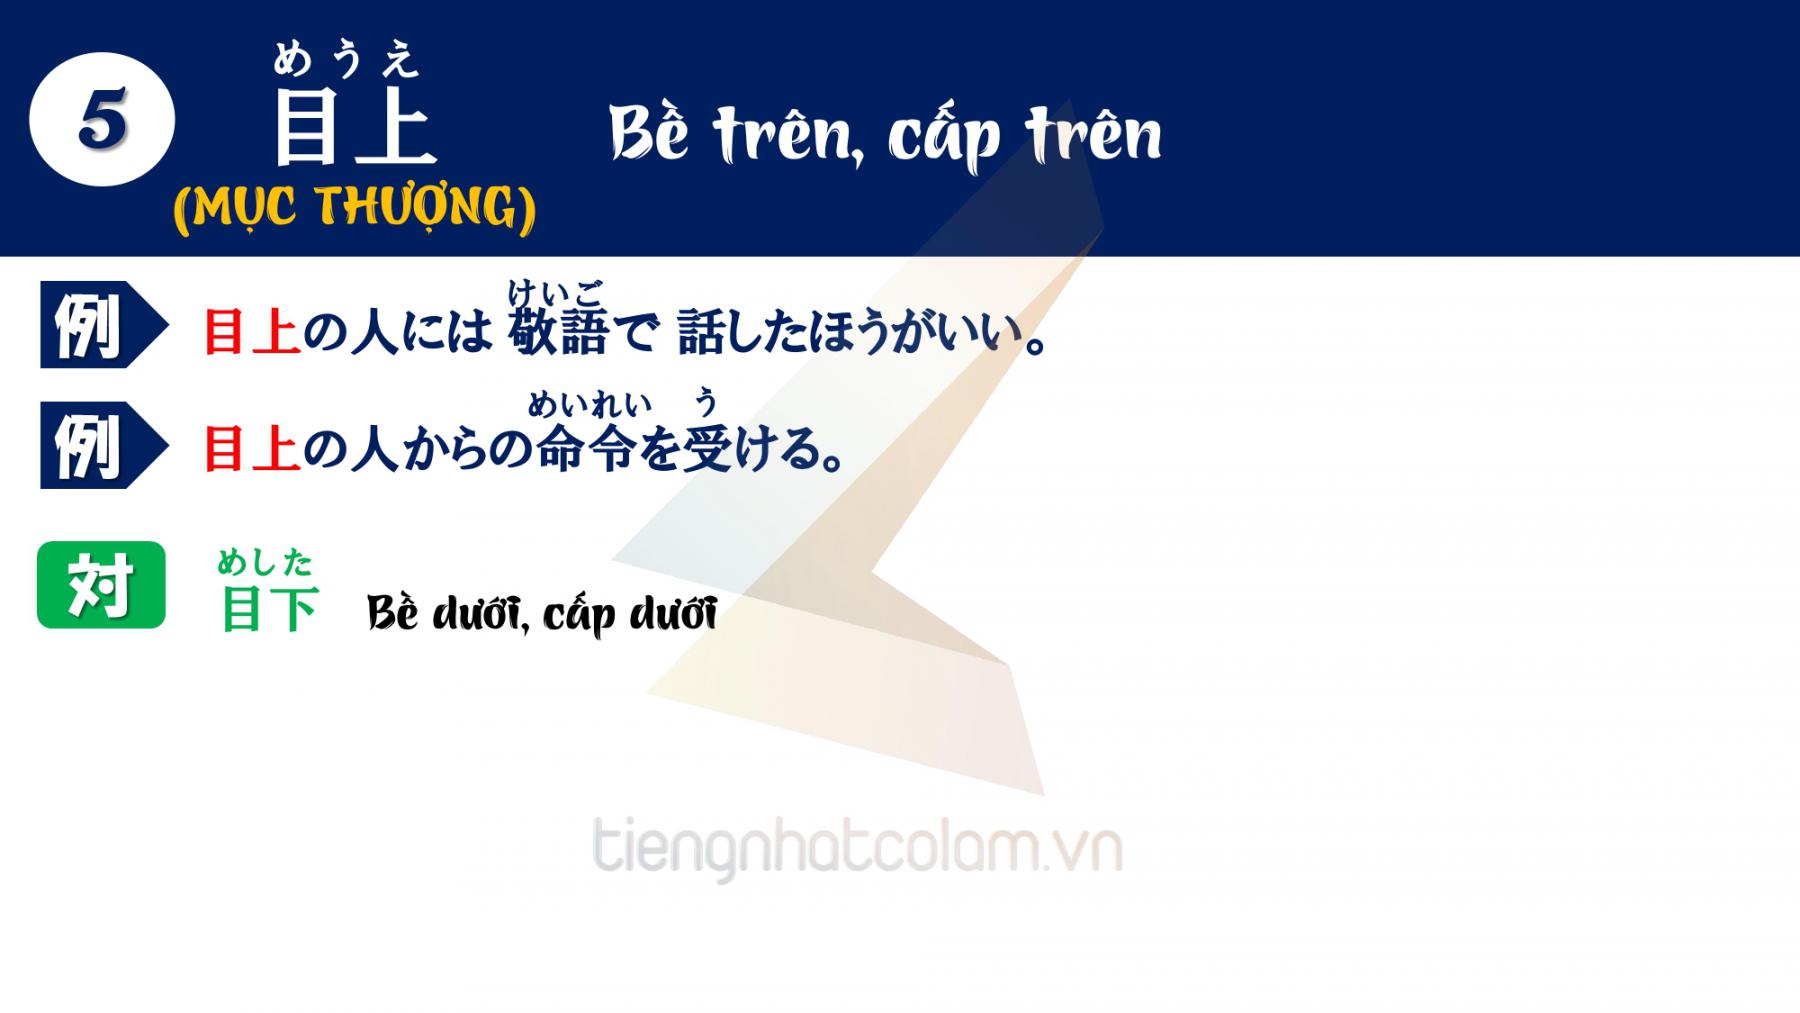 5
めうえ
目上
Bề trên, cấp trên
(MỤC THƯỢNG)
けいご
例 目上の人には 敬語で 話したほうがいい。
めいれい う
例 目上の人からの命令を受ける。
めした
対 目下 Bề dưới, cấp dưới
tiengnhatcolam.vn